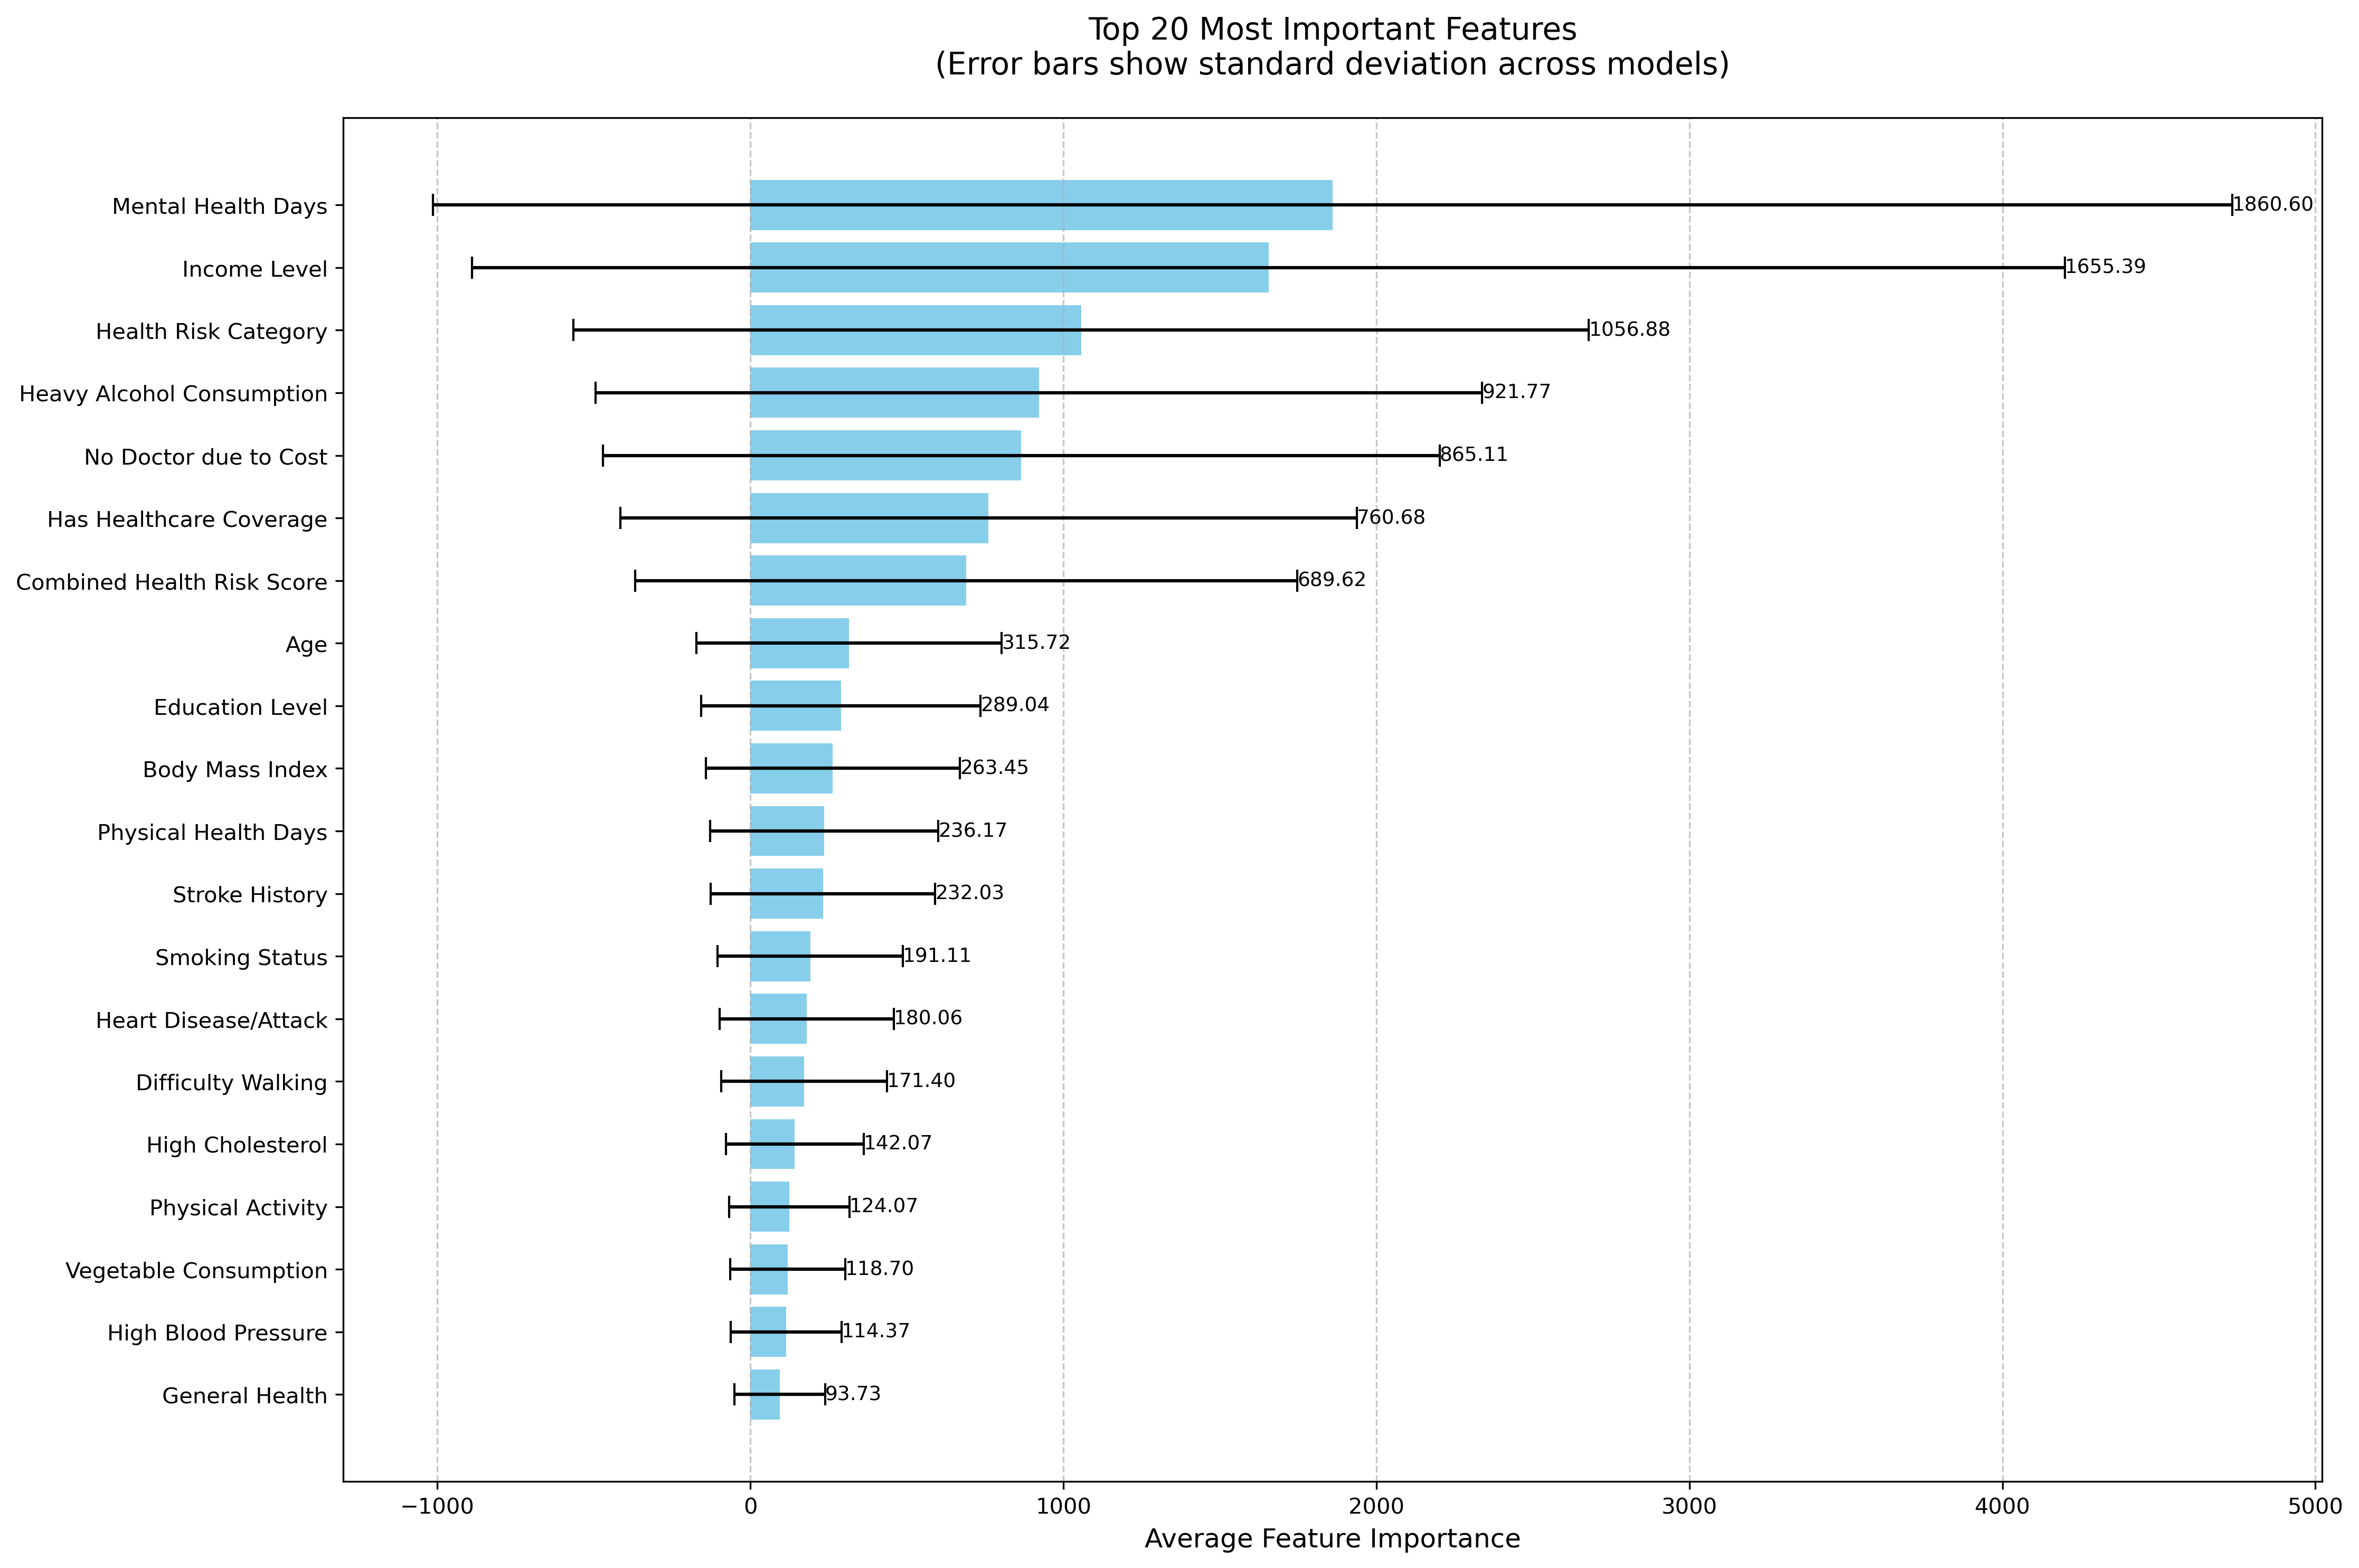 Top 20 Most Important Features
(Error bars show standard deviation across models)
Mental Health Days 1860.60
Income Level 1655.39
Health Risk Category 1056.88
Heavy Alcohol Consumption 921.77
No Doctor due to Cost 865.11
Has Healthcare Coverage 760.68
Combined Health Risk Score 689.62
Age 315.72
Education Level 289.04
Body Mass Index 263.45
Physical Health Days 236.17
Stroke History 232.03
Smoking Status 191.11
Heart Disease/Attack 180.06
Difficulty Walking 171.40
High Cholesterol 142.07
Physical Activity 124.07
Vegetable Consumption 118.70
High Blood Pressure 114.37
General Health 93.73
−1000 0 1000 2000 3000 4000 5000
Average Feature Importance